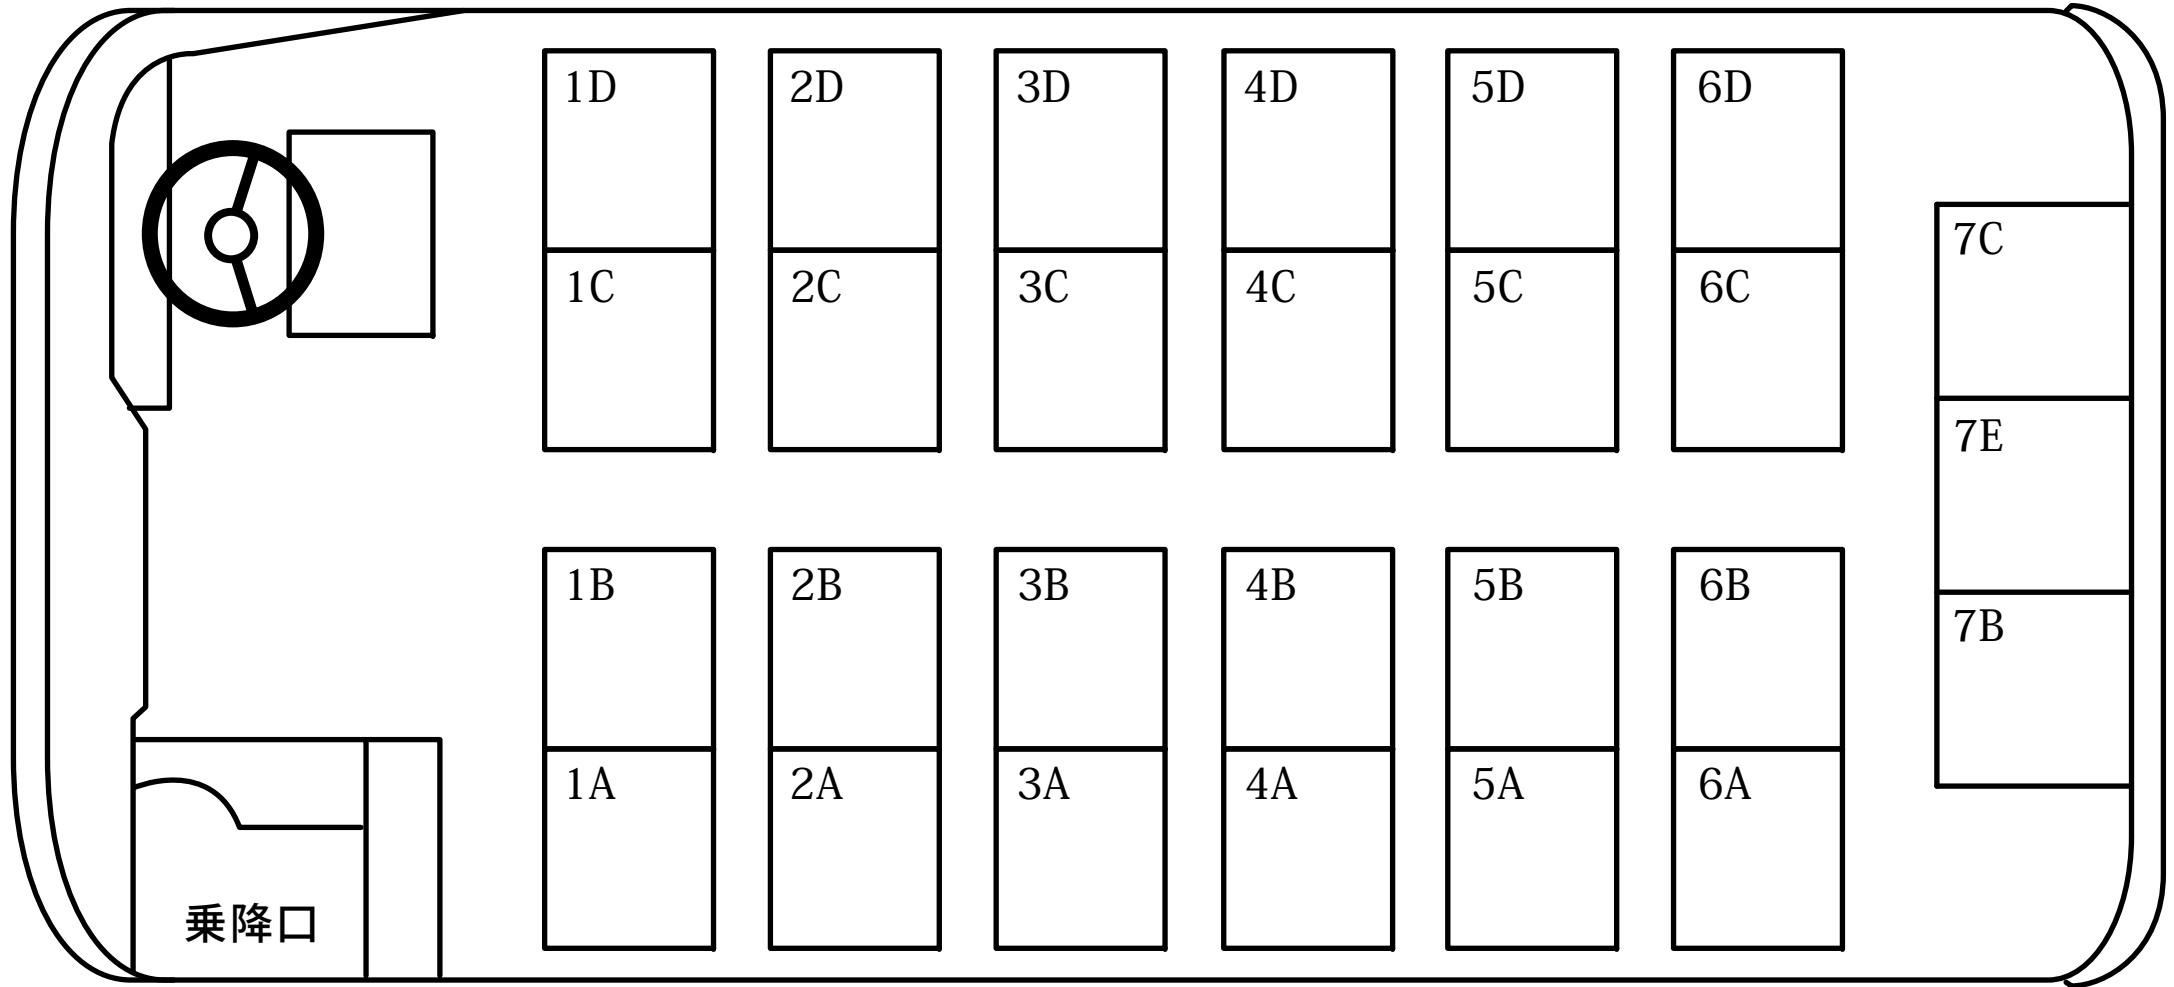 1D 2D 3D 4D 5D 6D
7C
1C 2C 3C 4C 5C 6C
7E
1B 2B 3B 4B 5B 6B
7B
1A 2A 3A 4A 5A 6A
乗降口